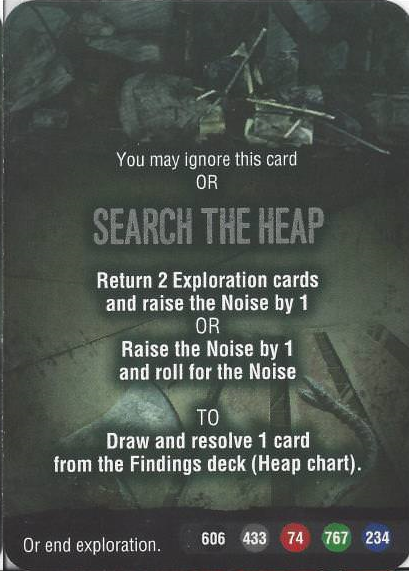 You may ignore this card
OR
SEARCH THE HEAP
Return 2 Exploration cards
and raise the Noise by 1
OR
Raise the Noise by 1
and roll for the Noise
TO
Draw and resolve 1 card
from the Findings deck (Heap chart).
Or end exploration.
606 433 74 767 234